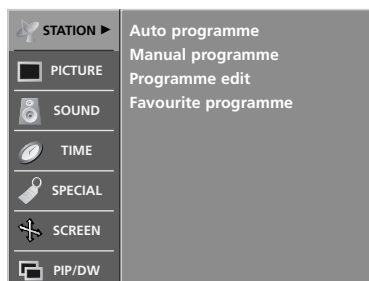 STATION ►
PICTURE
SOUND
TIME
SPECIAL
SCREEN
PIP/DW
Auto programme
Manual programme
Programme edit
Favourite programme